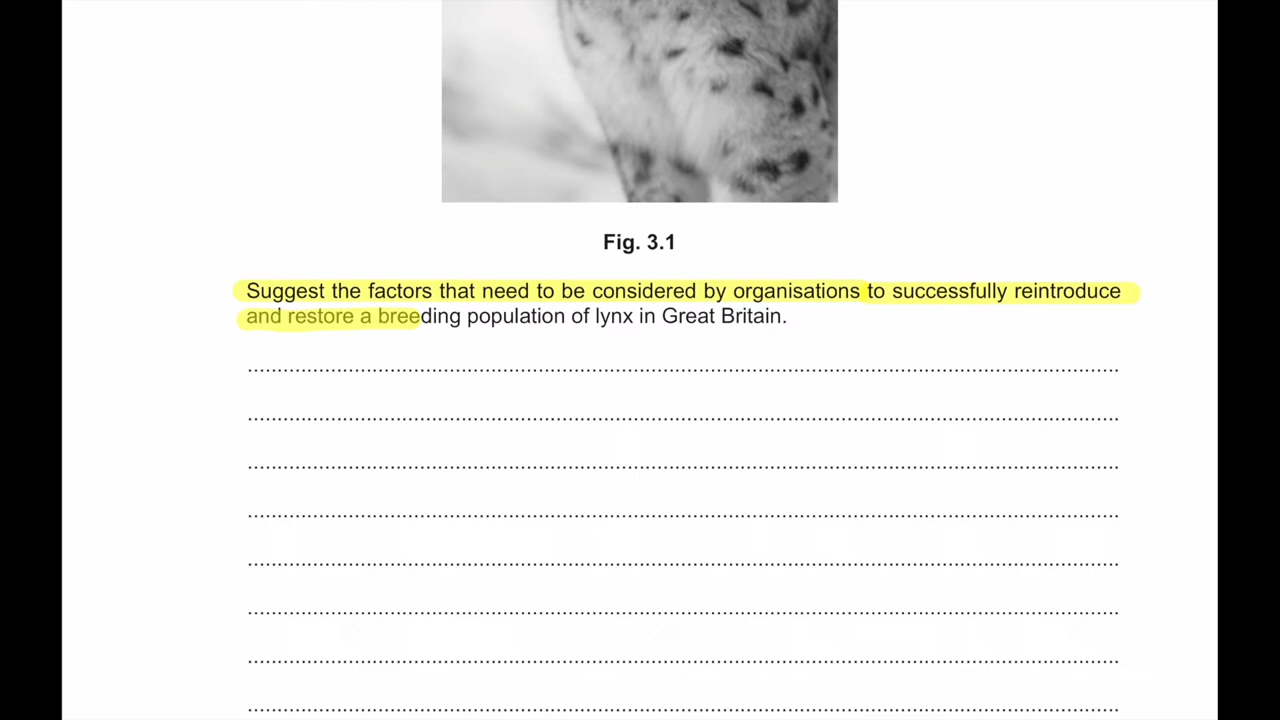 Fig. 3.1
Suggest the factors that need to be considered by organisations to successfully reintroduce
and restore a breeding population of lynx in Great Britain.